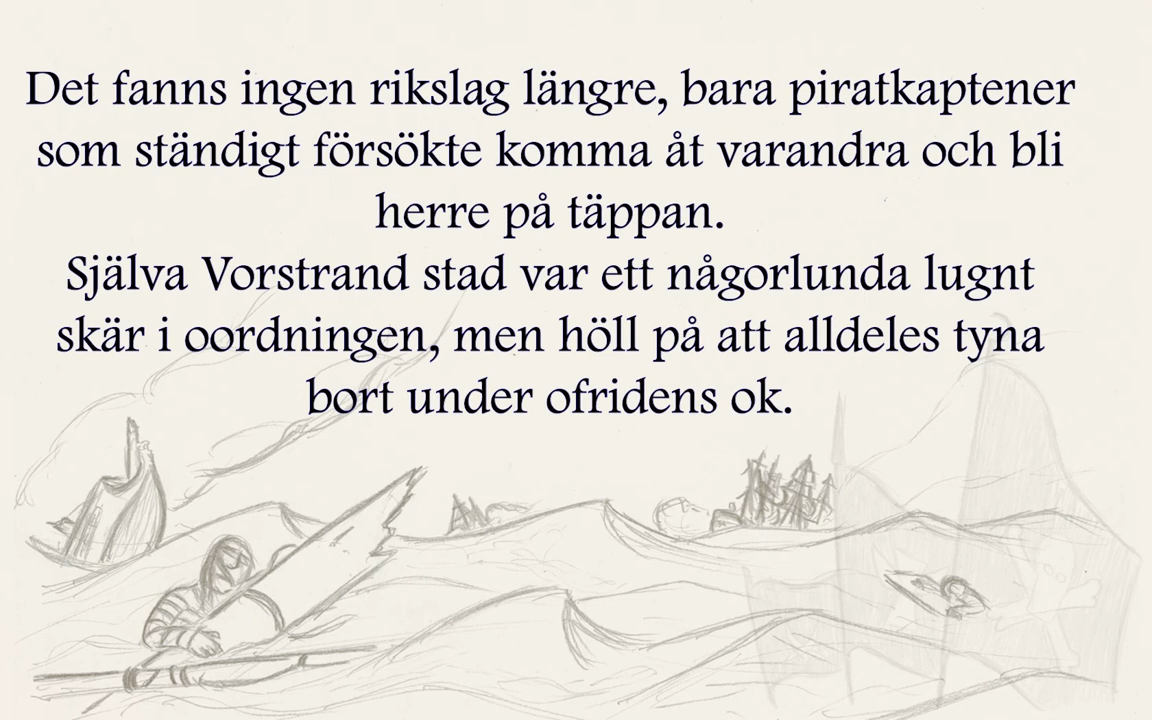 Det fanns ingen rikslag längre, bara piratkaptener
som ständigt försökte komma åt varandra och bli
herre på täppan.
Själva Vorstrand stad var ett någorlunda lugnt
skär i oordningen, men höll på att alldeles tyna
bort under ofridens ok.